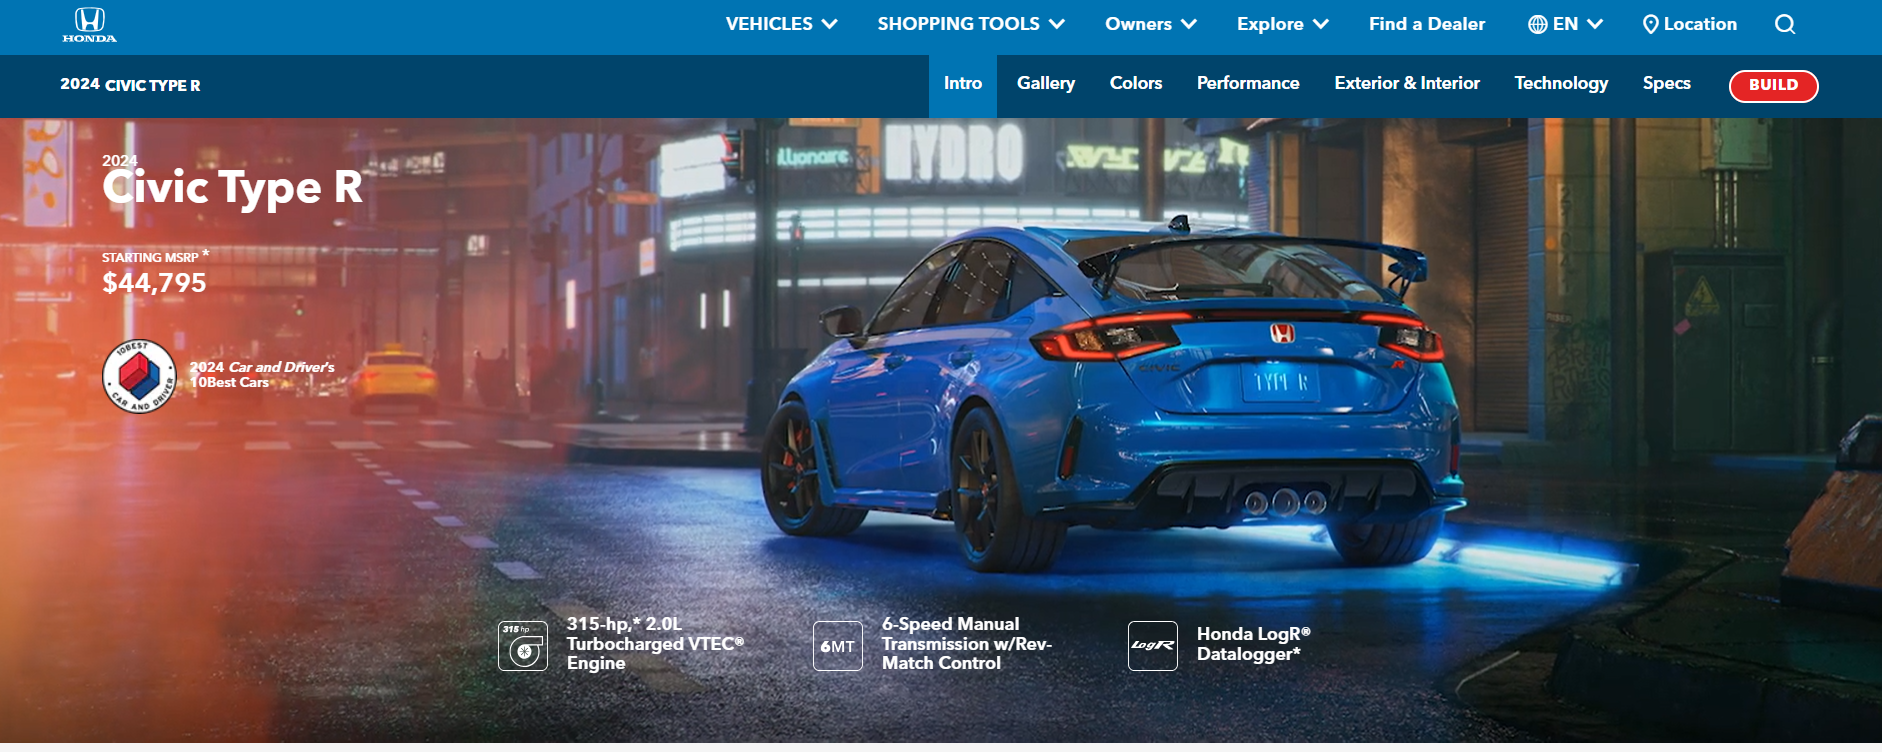 HONDA
VEHICLES
SHOPPING TOOLS
Owners
Explore
Find a Dealer
EN
Location
2024 CIVIC TYPE R
Intro
Gallery
Colors
Performance
Exterior & Interior
Technology
Specs
BUILD
2024
Civic Type R
STARTING MSRP *
$44,795
10BEST
CAR AND DRIVER
2024 Car and Driver's
10Best Cars
HYDRO
CIVIC
TYPE R
R
315 hp
315-hp,* 2.0L
Turbocharged VTEC®
Engine
6MT
6-Speed Manual
Transmission w/Rev-
Match Control
LogR
Honda LogR®
Datalogger*